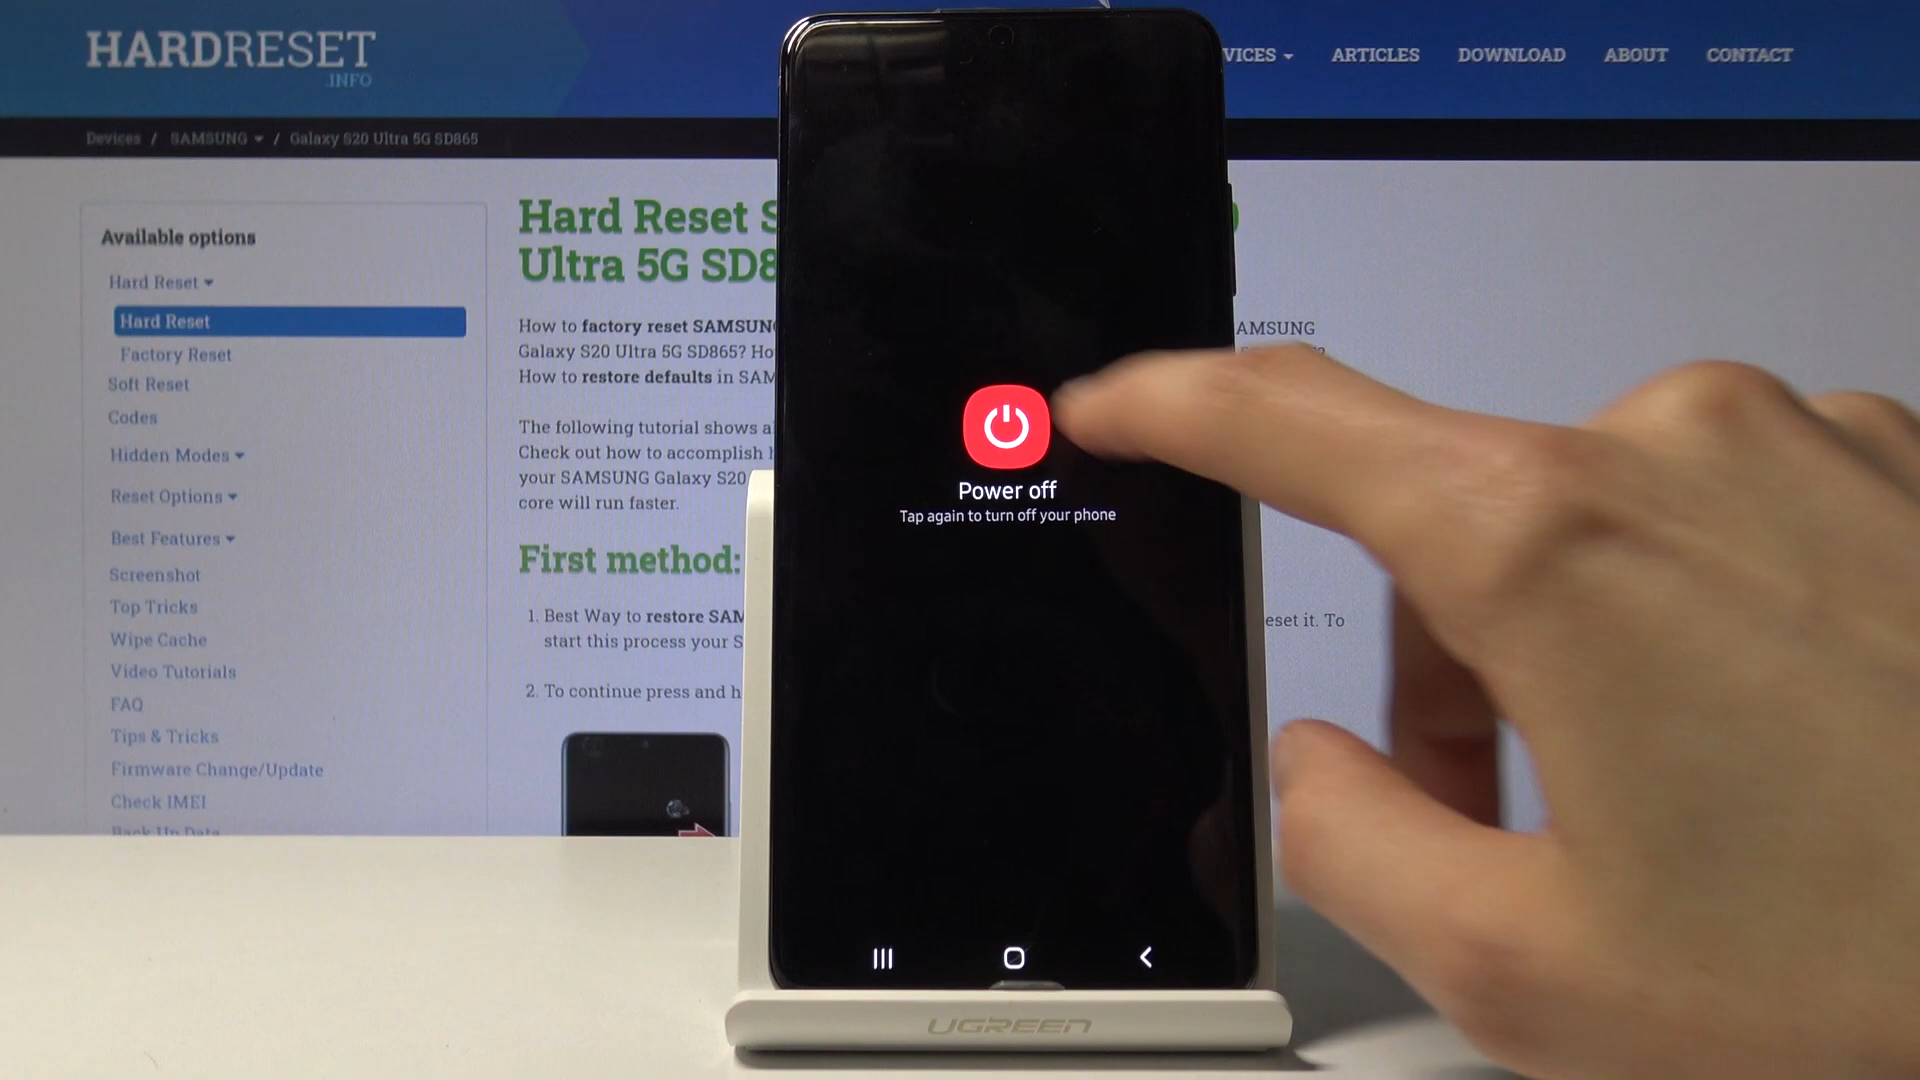 HARDRESET
.INFO
VICES
ARTICLES
DOWNLOAD
ABOUT
CONTACT
Devices / SAMSUNG / Galaxy S20 Ultra 5G SD865
Available options
Hard Reset
Hard Reset
Factory Reset
Soft Reset
Codes
Hidden Modes
Reset Options
Best Features
Screenshot
Top Tricks
Wipe Cache
Video Tutorials
FAQ
Tips & Tricks
Firmware Change/Update
Check IMEI
Back Up Data
Hard Reset S
Ultra 5G SD8
How to factory reset SAMSUN AMSUNG
Galaxy S20 Ultra 5G SD865? Ho
How to restore defaults in SAM
The following tutorial shows a
Check out how to accomplish h
your SAMSUNG Galaxy S20
core will run faster.
First method:
1. Best Way to restore SAM eset it. To
start this process your S
2. To continue press and h
Power off
Tap again to turn off your phone
UGREEN